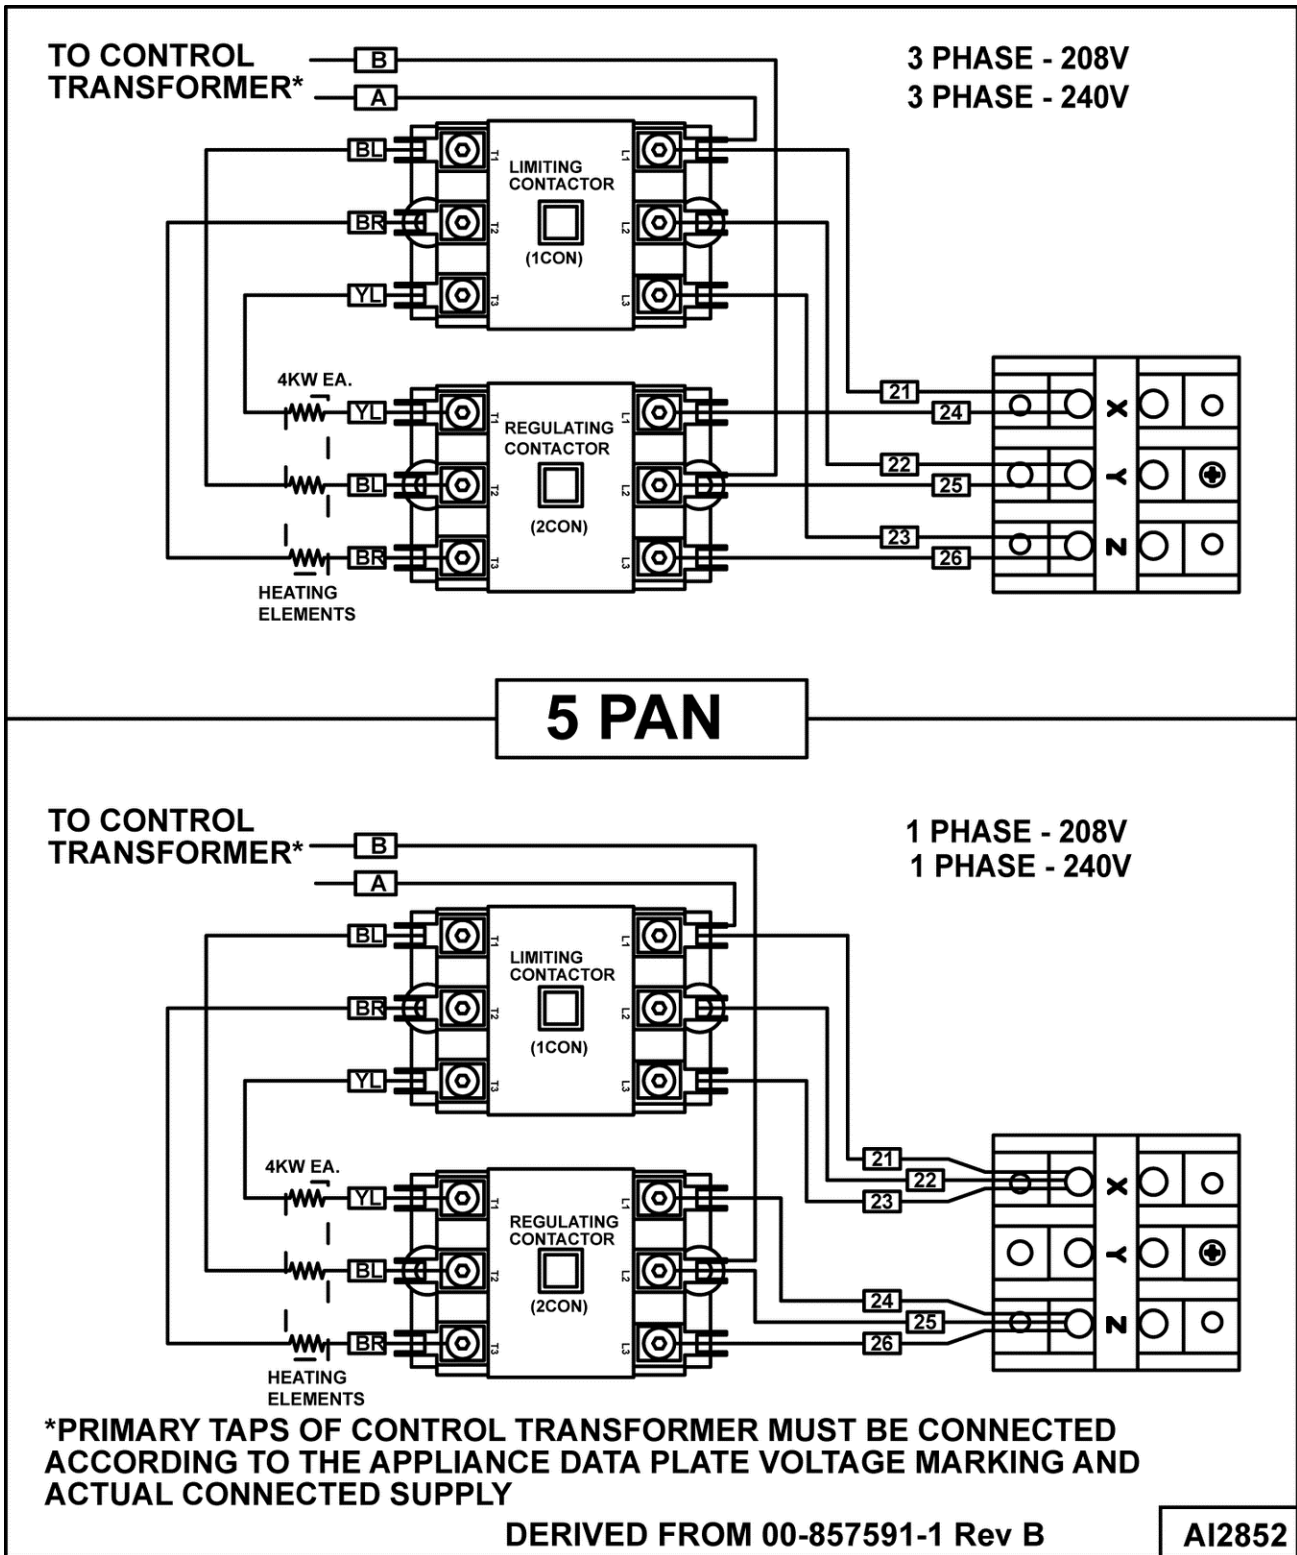 TO CONTROL
TRANSFORMER*
B
A
3 PHASE - 208V
3 PHASE - 240V
BL
T1
LIMITING
CONTACTOR
L1
BR
T2
L2
(1CON)
YL
T3
L3
4KW EA.
YL
T1
REGULATING
CONTACTOR
L1
BL
T2
L2
(2CON)
BR
T3
L3
HEATING
ELEMENTS
21
24
X
22
25
Y
23
26
Z
5 PAN
TO CONTROL
TRANSFORMER*
B
A
1 PHASE - 208V
1 PHASE - 240V
BL
T1
LIMITING
CONTACTOR
L1
BR
T2
L2
(1CON)
YL
T3
L3
4KW EA.
YL
T1
REGULATING
CONTACTOR
L1
BL
T2
L2
(2CON)
BR
T3
L3
HEATING
ELEMENTS
21
22
23
X
Y
24
25
26
Z
*PRIMARY TAPS OF CONTROL TRANSFORMER MUST BE CONNECTED
ACCORDING TO THE APPLIANCE DATA PLATE VOLTAGE MARKING AND
ACTUAL CONNECTED SUPPLY
DERIVED FROM 00-857591-1 Rev B
AI2852